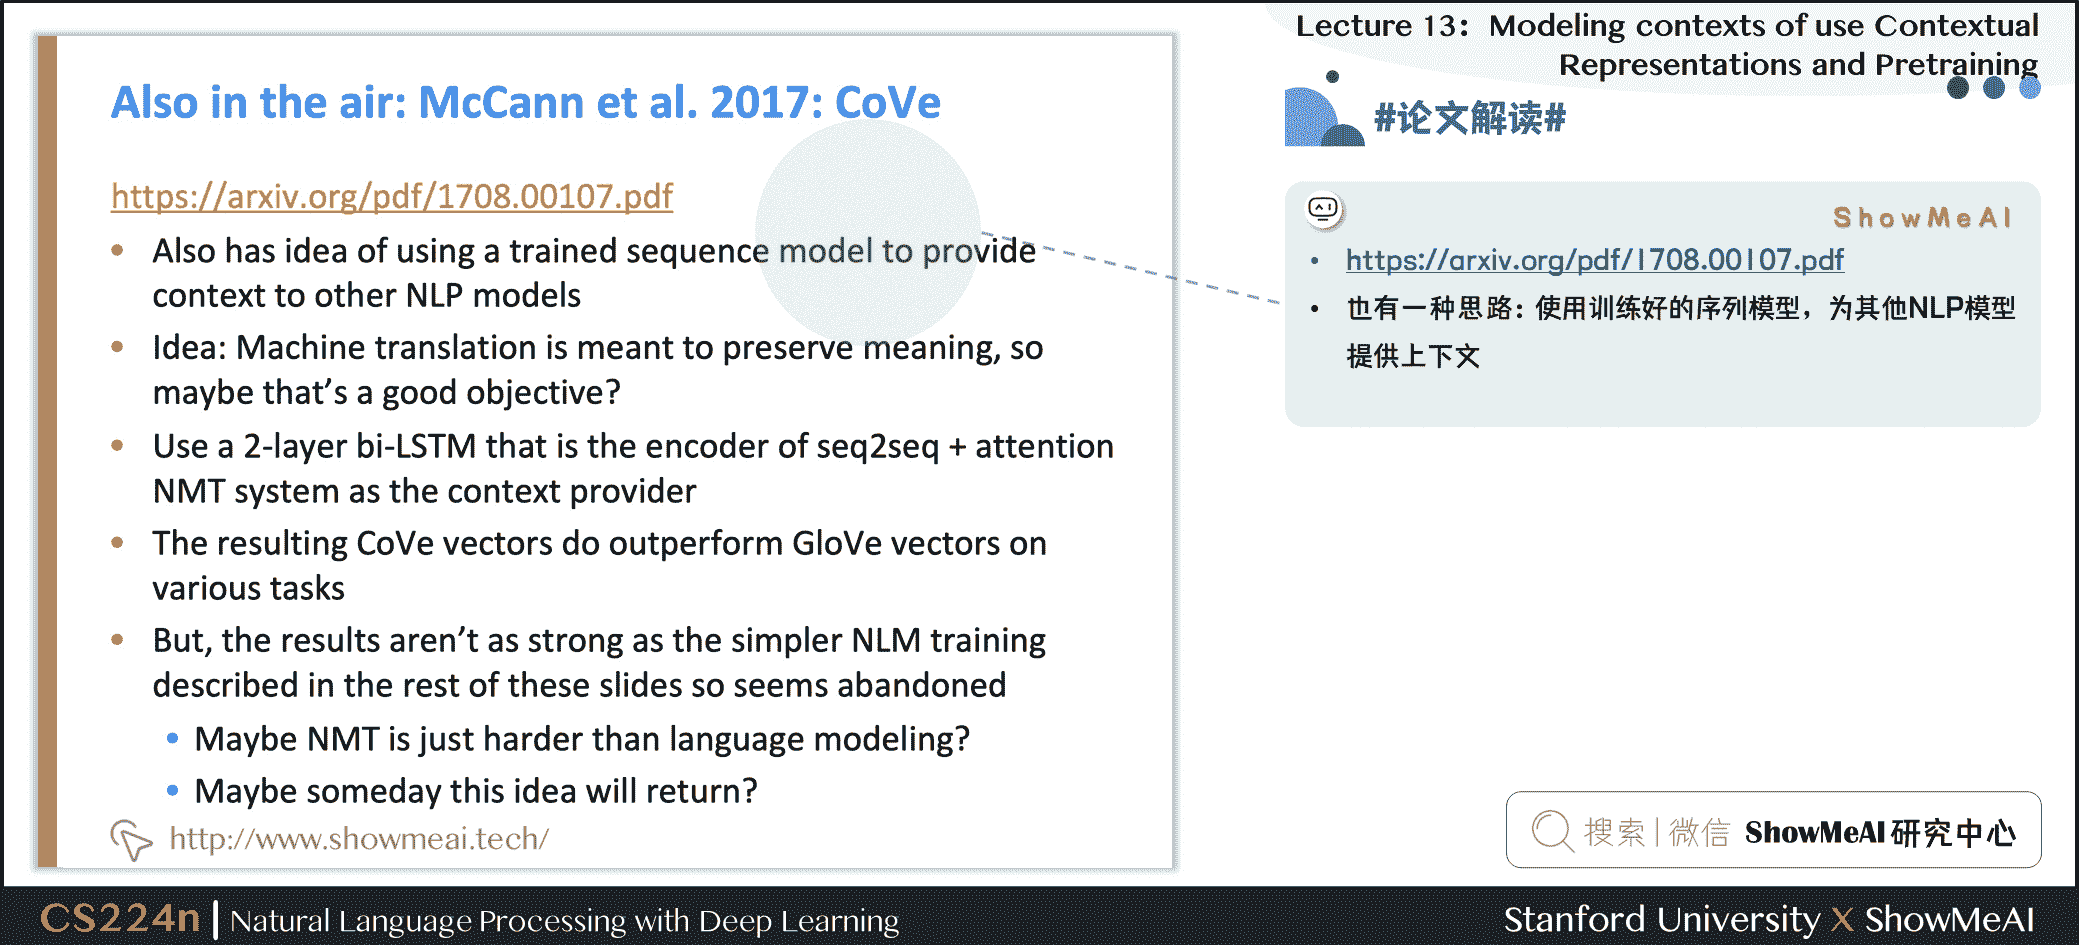 Lecture 13: Modeling contexts of use Contextual
Representations and Pretraining
Also in the air: McCann et al. 2017: CoVe
https://arxiv.org/pdf/1708.00107.pdf
• Also has idea of using a trained sequence model to provide
context to other NLP models
• Idea: Machine translation is meant to preserve meaning, so
maybe that’s a good objective?
• Use a 2-layer bi-LSTM that is the encoder of seq2seq + attention
NMT system as the context provider
• The resulting CoVe vectors do outperform GloVe vectors on
various tasks
• But, the results aren’t as strong as the simpler NLM training
described in the rest of these slides so seems abandoned
• Maybe NMT is just harder than language modeling?
• Maybe someday this idea will return?
http://www.showmeai.tech/
#论文解读#
ShowMeAI
• https://arxiv.org/pdf/1708.00107.pdf
• 也有一种思路：使用训练好的序列模型，为其他NLP模型
提供上下文
搜索|微信 ShowMeAI研究中心
CS224n | Natural Language Processing with Deep Learning
Stanford University X ShowMeAI